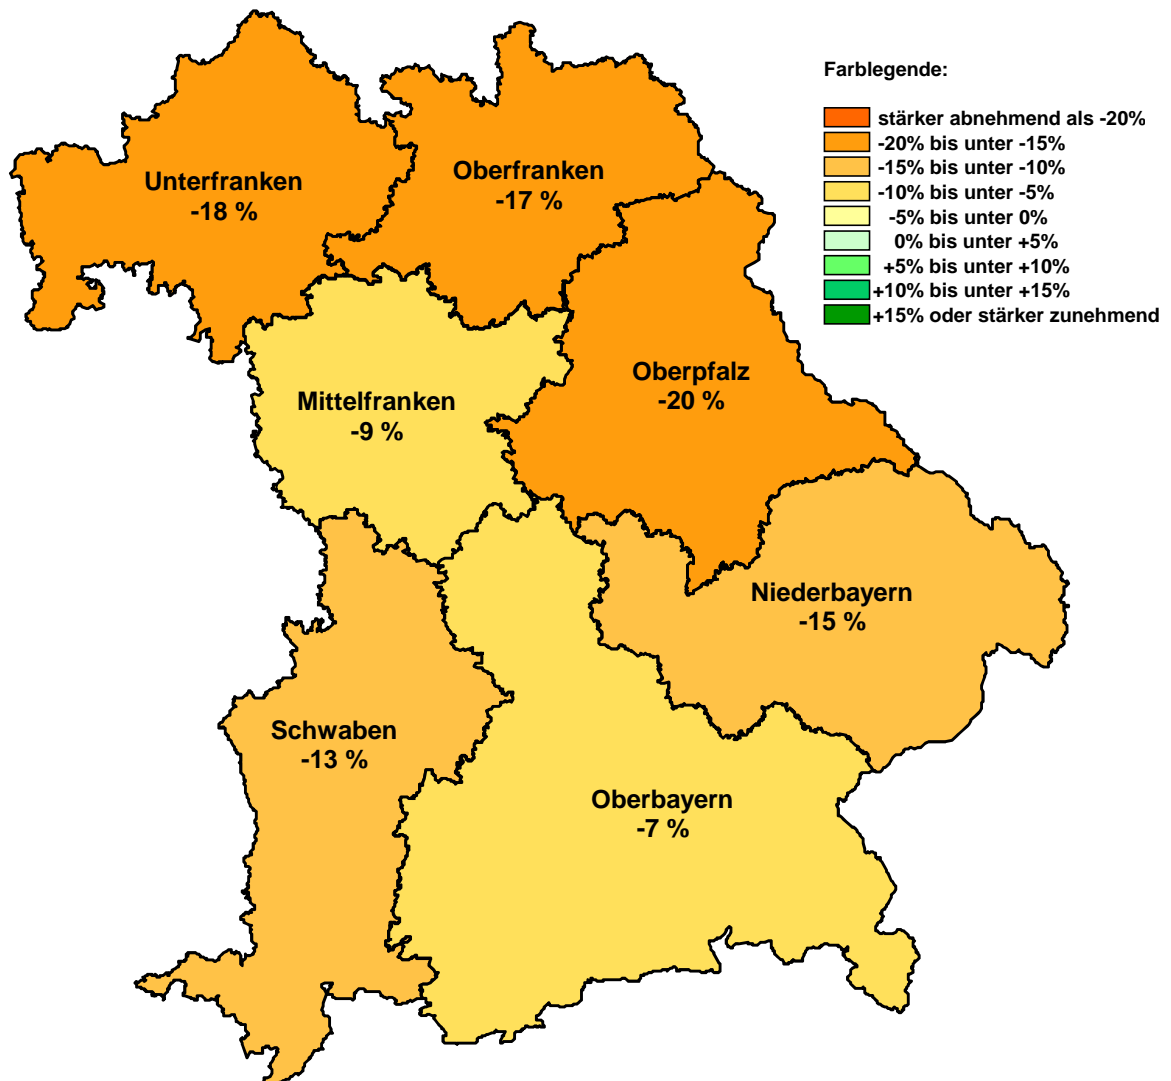 Farblegende:
stärker abnehmend als -20%
-20% bis unter -15%
-15% bis unter -10%
-10% bis unter -5%
-5% bis unter 0%
0% bis unter +5%
+5% bis unter +10%
+10% bis unter +15%
+15% oder stärker zunehmend
Unterfranken
-18 %
Oberfranken
-17 %
Oberpfalz
-20 %
Mittelfranken
-9 %
Niederbayern
-15 %
Schwaben
-13 %
Oberbayern
-7 %